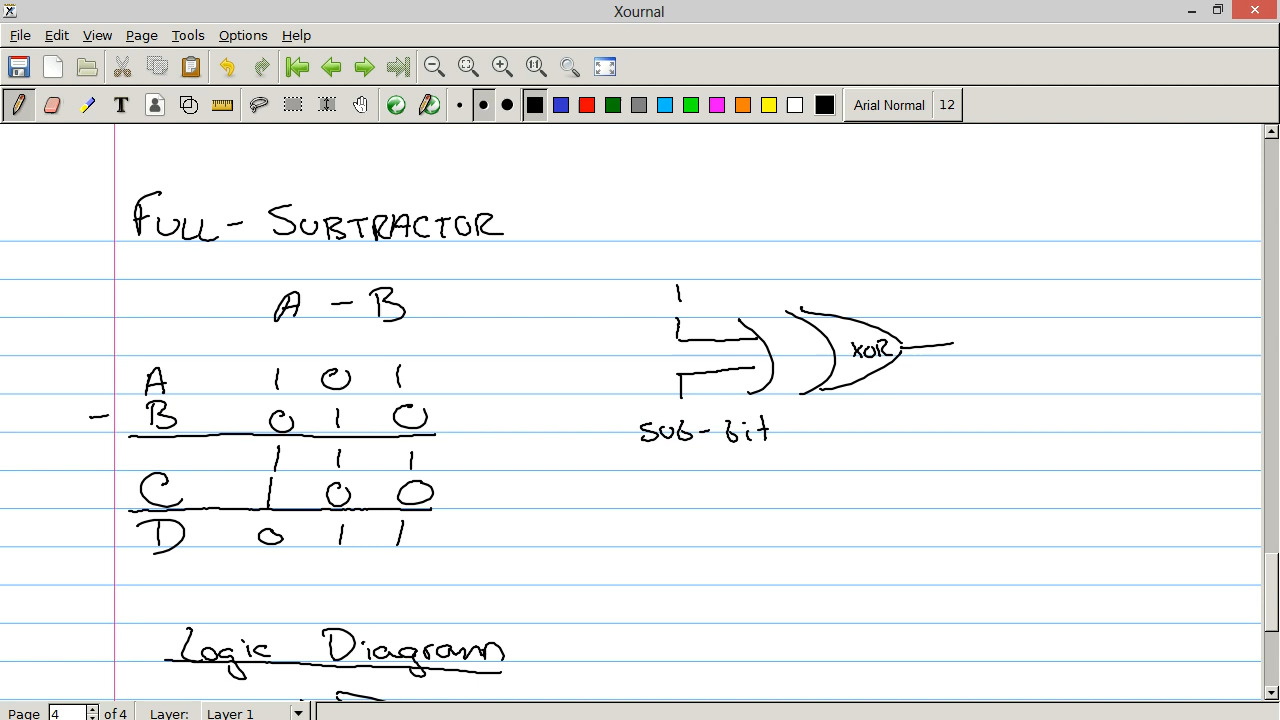 Xournal
File Edit View Page Tools Options Help
T Arial Normal 12
FULL - SUBTRACTOR
A - B
A 1 0 1
- B 0 1 0
1 1 1
C 1 0 0
D 0 1 1
1
XOR
sub-bit
Logic Diagram
Page 4 of 4 Layer: Layer 1